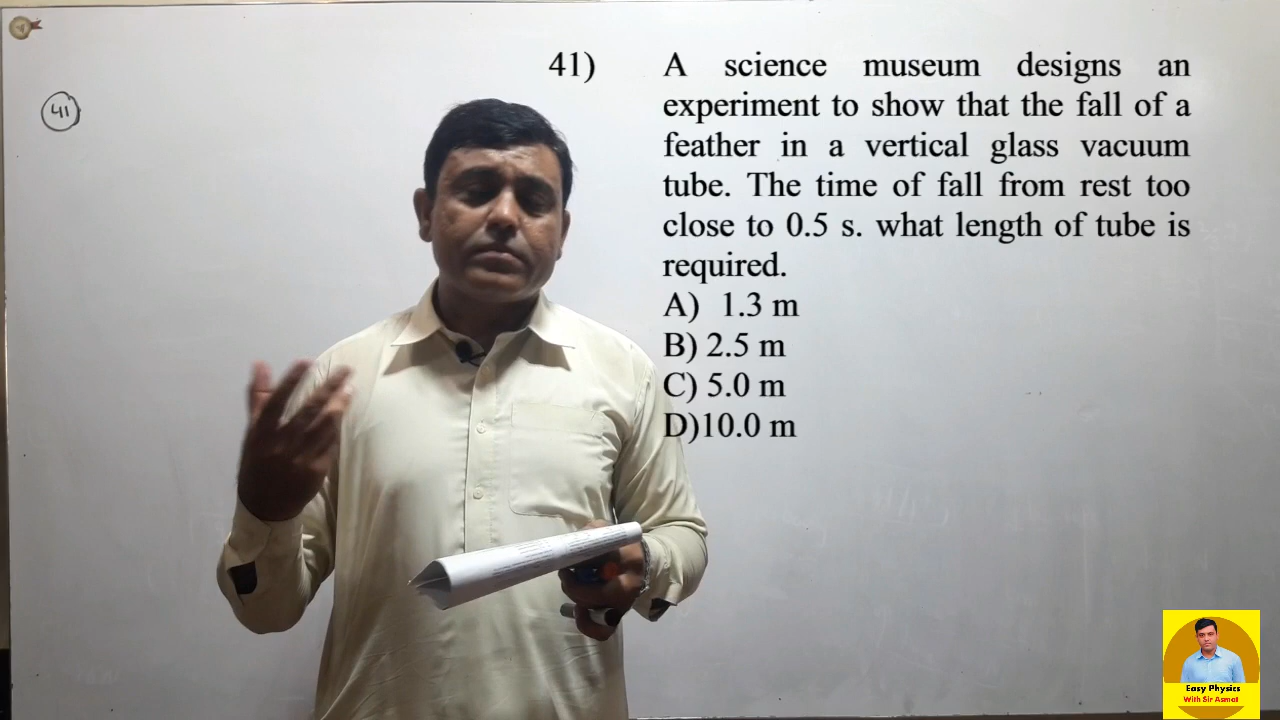 41
41) A science museum designs an
experiment to show that the fall of a
feather in a vertical glass vacuum
tube. The time of fall from rest too
close to 0.5 s. what length of tube is
required.
A) 1.3 m
B) 2.5 m
C) 5.0 m
D)10.0 m
Easy Physics
With Sir Asmat